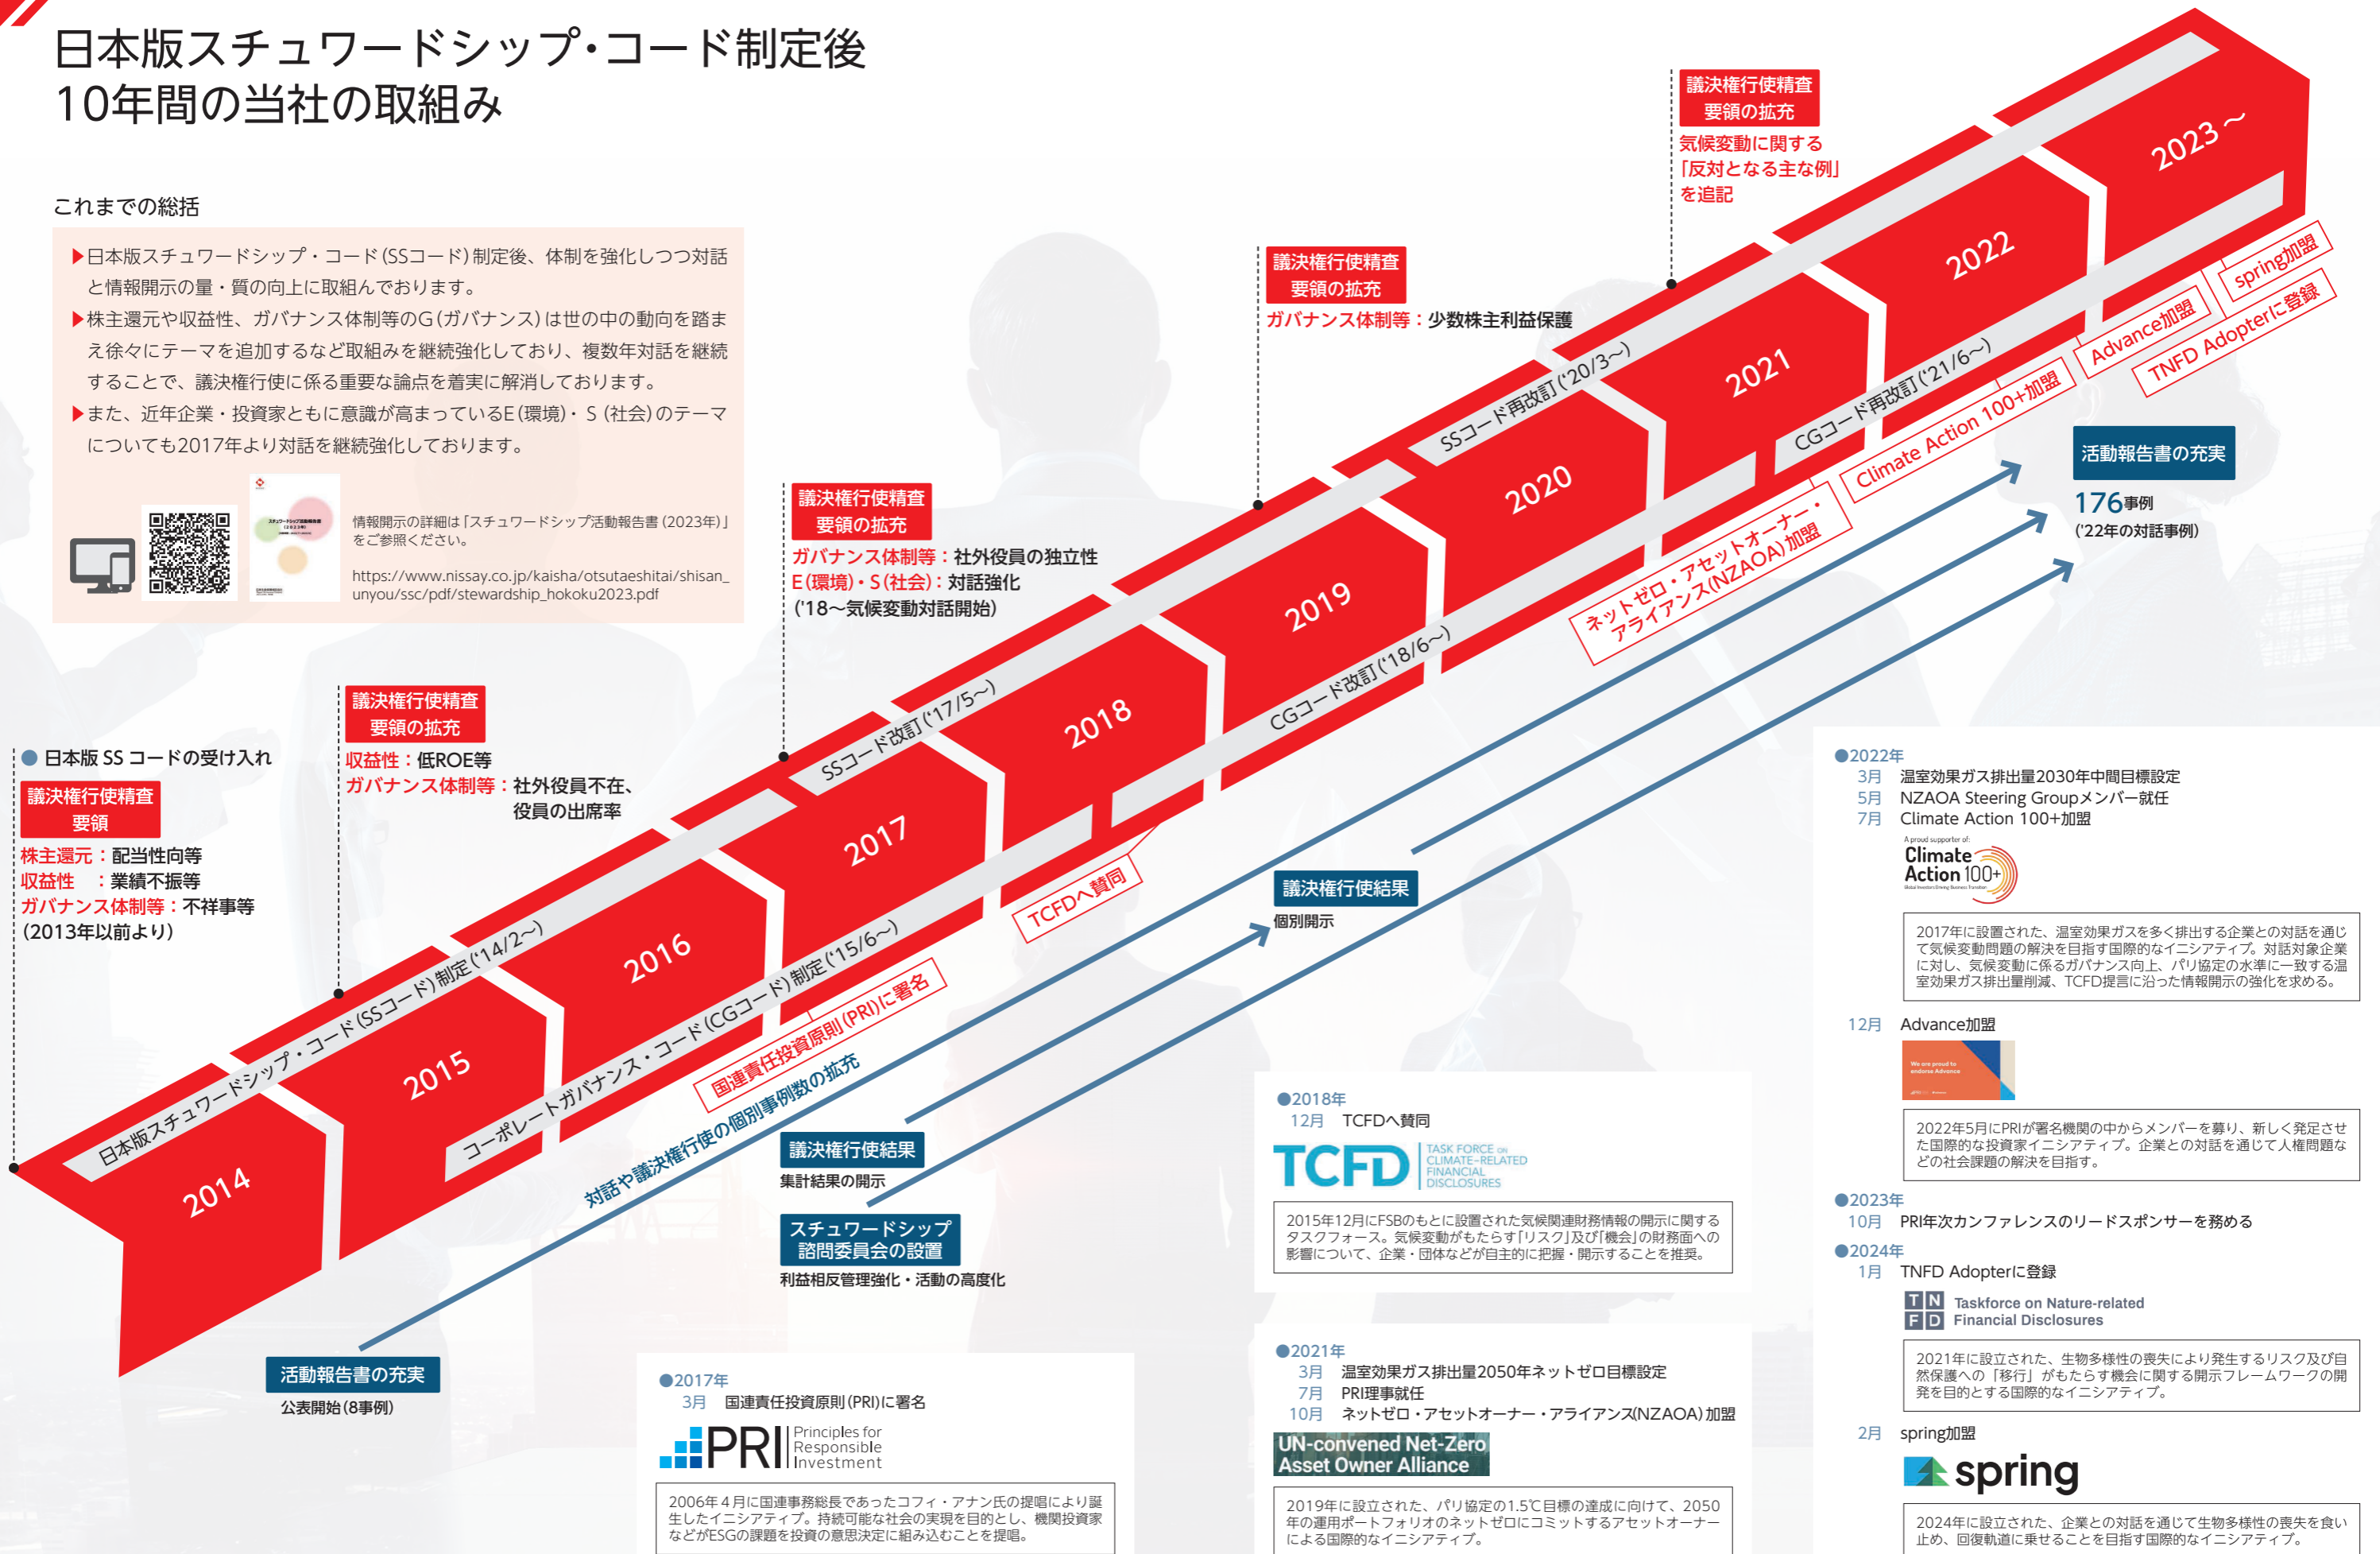 日本版スチュワードシップ・コード制定後
10年間の当社の取組み
これまでの総括
▶日本版スチュワードシップ・コード(SSコード)制定後、体制を強化しつつ対話
と情報開示の量・質の向上に取組んでおります。
▶株主還元や収益性、ガバナンス体制等のG(ガバナンス)は世の中の動向を踏ま
え徐々にテーマを追加するなど取組みを継続強化しており、複数年対話を継続
することで、議決権行使に係る重要な論点を着実に解消しております。
▶また、近年企業・投資家ともに意識が高まっているE(環境)・S(社会)のテーマ
についても2017年より対話を継続強化しております。
スチュワードシップ活動報告書
(2023年)
情報開示の詳細は「スチュワードシップ活動報告書(2023年)」
をご参照ください。
https://www.nissay.co.jp/kaisha/otsutaeshitai/shisan_
unyou/ssc/pdf/stewardship_hokoku2023.pdf
●日本版 SS コードの受け入れ
議決権行使精査
要領
株主還元：配当性向等
収益性　：業績不振等
ガバナンス体制等：不祥事等
(2013年以前より)
議決権行使精査
要領の拡充
収益性：低ROE等
ガバナンス体制等：社外役員不在、
役員の出席率
議決権行使精査
要領の拡充
ガバナンス体制等：社外役員の独立性
E(環境)・S(社会)：対話強化
('18～気候変動対話開始)
議決権行使精査
要領の拡充
ガバナンス体制等：少数株主利益保護
議決権行使精査
要領の拡充
気候変動に関する
「反対となる主な例」
を追記
日本版スチュワードシップ・コード(SSコード)制定('14/2～)
SSコード改訂('17/5～)
SSコード再改訂('20/3～)
2014
2015
2016
2017
2018
2019
2020
2021
2022
2023～
コーポレートガバナンス・コード(CGコード)制定('15/6～)
CGコード改訂('18/6～)
CGコード再改訂('21/6～)
国連責任投資原則(PRI)に署名
TCFDへ賛同
ネットゼロ・アセットオーナー・
アライアンス(NZAOA)加盟
Climate Action 100+加盟
Advance加盟
TNFD Adopterに登録
spring加盟
対話や議決権行使の個別事例数の拡充
活動報告書の充実
公表開始(8事例)
議決権行使結果
集計結果の開示
スチュワードシップ
諮問委員会の設置
利益相反管理強化・活動の高度化
議決権行使結果
個別開示
活動報告書の充実
176事例
('22年の対話事例)
●2017年
3月　国連責任投資原則(PRI)に署名
PRI Principles for
Responsible
Investment
2006年4月に国連事務総長であったコフィ・アナン氏の提唱により誕
生したイニシアティブ。持続可能な社会の実現を目的とし、機関投資家
などがESGの課題を投資の意思決定に組み込むことを提唱。
●2018年
12月　TCFDへ賛同
TCFD TASK FORCE ON
CLIMATE-RELATED
FINANCIAL
DISCLOSURES
2015年12月にFSBのもとに設置された気候関連財務情報の開示に関する
タスクフォース。気候変動がもたらす「リスク」及び「機会」の財務面への
影響について、企業・団体などが自主的に把握・開示することを推奨。
●2021年
3月　温室効果ガス排出量2050年ネットゼロ目標設定
7月　PRI理事就任
10月　ネットゼロ・アセットオーナー・アライアンス(NZAOA)加盟
UN-convened Net-Zero
Asset Owner Alliance
2019年に設立された、パリ協定の1.5℃目標の達成に向けて、2050
年の運用ポートフォリオのネットゼロにコミットするアセットオーナー
による国際的なイニシアティブ。
●2022年
3月　温室効果ガス排出量2030年中間目標設定
5月　NZAOA Steering Groupメンバー就任
7月　Climate Action 100+加盟
A proud supporter of:
Climate
Action 100+
Global Investors Driving Business Transition
2017年に設置された、温室効果ガスを多く排出する企業との対話を通じ
て気候変動問題の解決を目指す国際的なイニシアティブ。対話対象企業
に対し、気候変動に係るガバナンス向上、パリ協定の水準に一致する温
室効果ガス排出量削減、TCFD提言に沿った情報開示の強化を求める。
12月　Advance加盟
We are proud to
endorse Advance
2022年5月にPRIが署名機関の中からメンバーを募り、新しく発足させ
た国際的な投資家イニシアティブ。企業との対話を通じて人権問題な
どの社会課題の解決を目指す。
●2023年
10月　PRI年次カンファレンスのリードスポンサーを務める
●2024年
1月　TNFD Adopterに登録
TN Taskforce on Nature-related
FD Financial Disclosures
2021年に設立された、生物多様性の喪失により発生するリスク及び自
然保護への「移行」がもたらす機会に関する開示フレームワークの開
発を目的とする国際的なイニシアティブ。
2月　spring加盟
spring
2024年に設立された、企業との対話を通じて生物多様性の喪失を食い
止め、回復軌道に乗せることを目指す国際的なイニシアティブ。